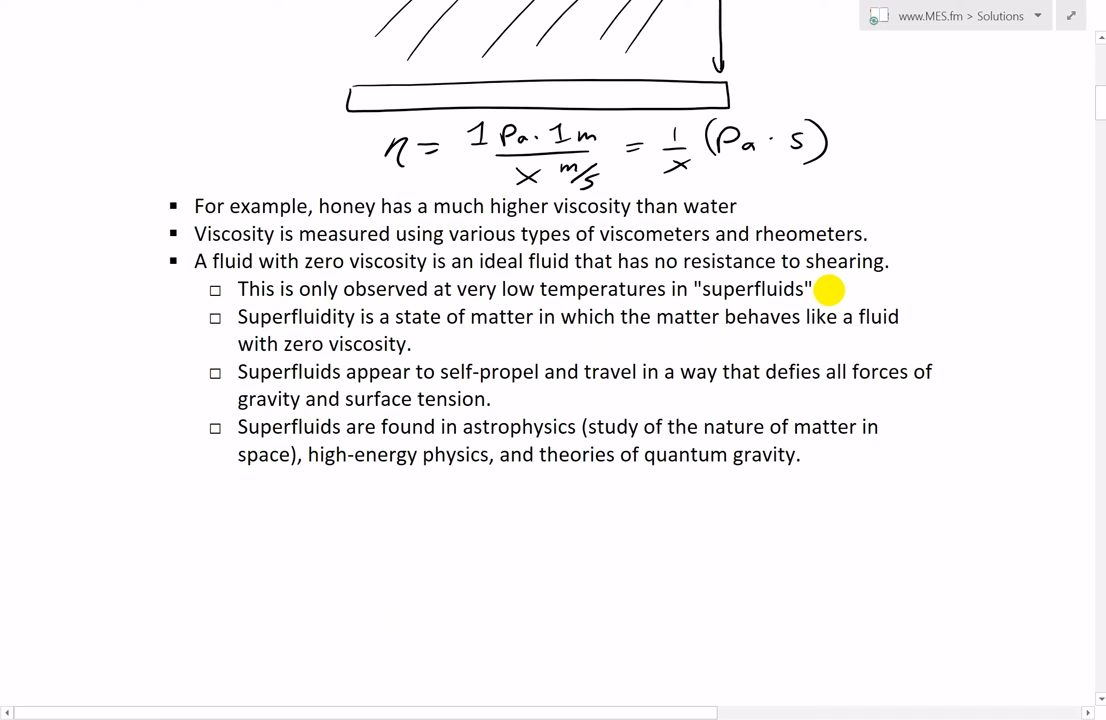 www.MES.fm > Solutions
η = 1 Pa · 1 m / x m/s = 1/x (Pa · s)
▪ For example, honey has a much higher viscosity than water
▪ Viscosity is measured using various types of viscometers and rheometers.
▪ A fluid with zero viscosity is an ideal fluid that has no resistance to shearing.
□ This is only observed at very low temperatures in "superfluids"
□ Superfluidity is a state of matter in which the matter behaves like a fluid
with zero viscosity.
□ Superfluids appear to self-propel and travel in a way that defies all forces of
gravity and surface tension.
□ Superfluids are found in astrophysics (study of the nature of matter in
space), high-energy physics, and theories of quantum gravity.